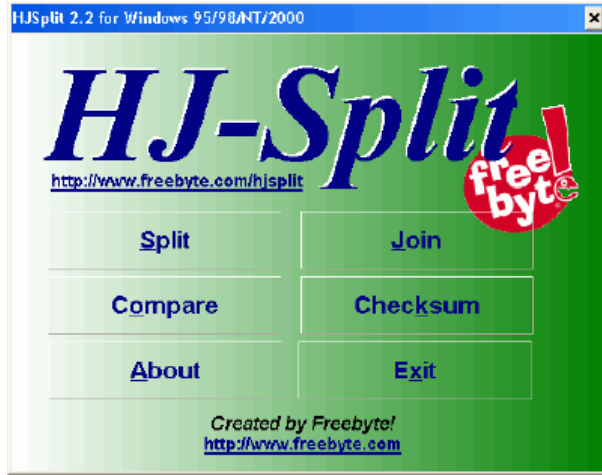 HJSplit 2.2 for Windows 95/98/NT/2000
HJ-Split
http://www.freebyte.com/hjsplit
free
byte!
Split
Join
Compare
Checksum
About
Exit
Created by Freebyte!
http://www.freebyte.com